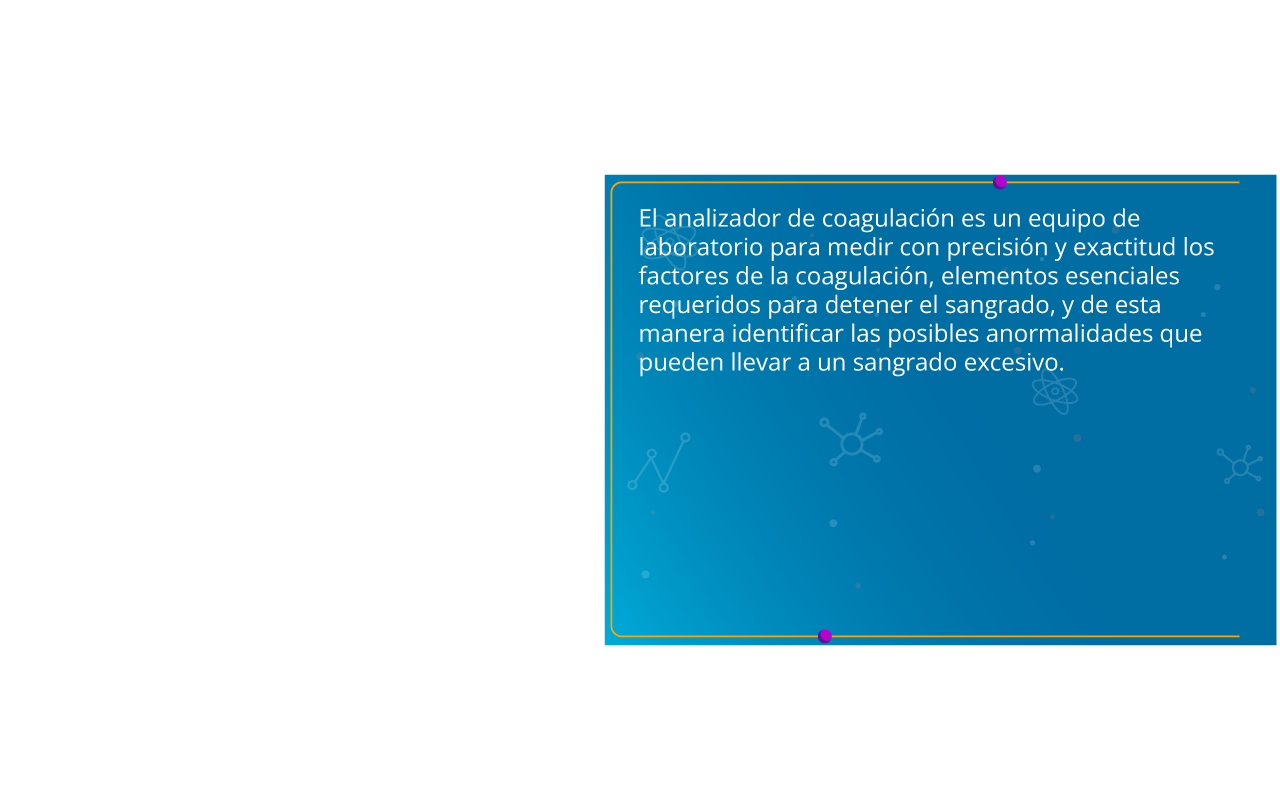 El analizador de coagulación es un equipo de
laboratorio para medir con precisión y exactitud los
factores de la coagulación, elementos esenciales
requeridos para detener el sangrado, y de esta
manera identificar las posibles anormalidades que
pueden llevar a un sangrado excesivo.